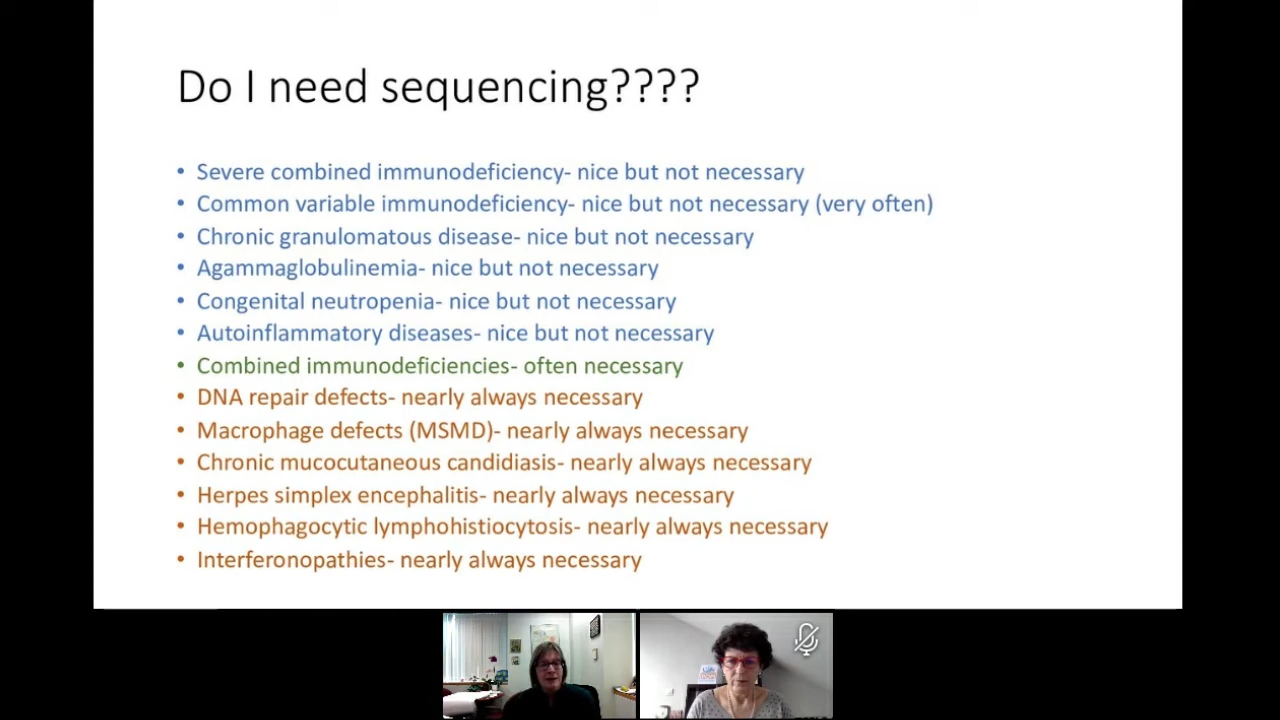 Do I need sequencing????
• Severe combined immunodeficiency- nice but not necessary
• Common variable immunodeficiency- nice but not necessary (very often)
• Chronic granulomatous disease- nice but not necessary
• Agammaglobulinemia- nice but not necessary
• Congenital neutropenia- nice but not necessary
• Autoinflammatory diseases- nice but not necessary
• Combined immunodeficiencies- often necessary
• DNA repair defects- nearly always necessary
• Macrophage defects (MSMD)- nearly always necessary
• Chronic mucocutaneous candidiasis- nearly always necessary
• Herpes simplex encephalitis- nearly always necessary
• Hemophagocytic lymphohistiocytosis- nearly always necessary
• Interferonopathies- nearly always necessary